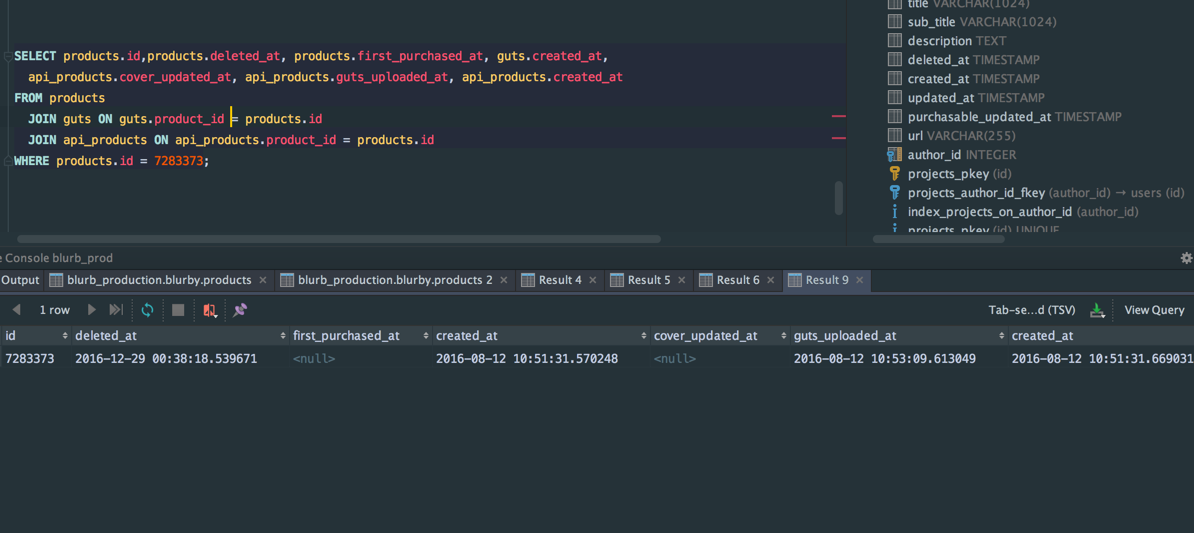 SELECT products.id,products.deleted_at, products.first_purchased_at, guts.created_at,
api_products.cover_updated_at, api_products.guts_uploaded_at, api_products.created_at
FROM products
JOIN guts ON guts.product_id = products.id
JOIN api_products ON api_products.product_id = products.id
WHERE products.id = 7283373;
title VARCHAR(1024)
sub_title VARCHAR(1024)
description TEXT
deleted_at TIMESTAMP
created_at TIMESTAMP
updated_at TIMESTAMP
purchasable_updated_at TIMESTAMP
url VARCHAR(255)
author_id INTEGER
projects_pkey (id)
projects_author_id_fkey (author_id) → users (id)
index_projects_on_author_id (author_id)
projects_pkey (id) UNIQUE
e Console blurb_prod
Output blurb_production.blurby.products blurb_production.blurby.products 2 Result 4 Result 5 Result 6 Result 9
1 row Tab-se...d (TSV) View Query
id deleted_at first_purchased_at created_at cover_updated_at guts_uploaded_at created_at
7283373 2016-12-29 00:38:18.539671 <null> 2016-08-12 10:51:31.570248 <null> 2016-08-12 10:53:09.613049 2016-08-12 10:51:31.669031